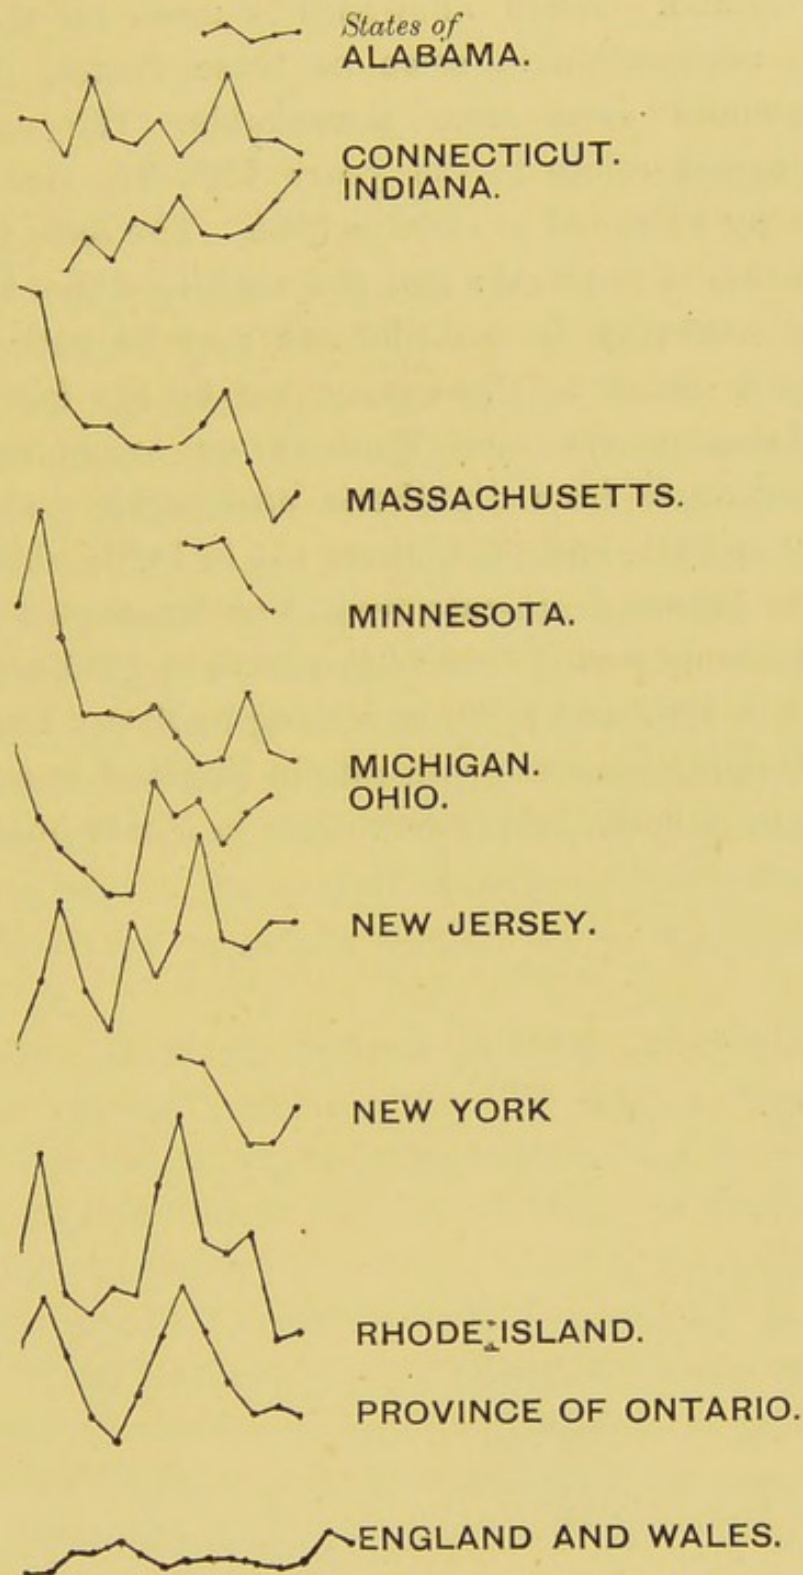 States of
ALABAMA.
CONNECTICUT.
INDIANA.
MASSACHUSETTS.
MINNESOTA.
MICHIGAN.
OHIO.
NEW JERSEY.
NEW YORK
RHODE ISLAND.
PROVINCE OF ONTARIO.
ENGLAND AND WALES.